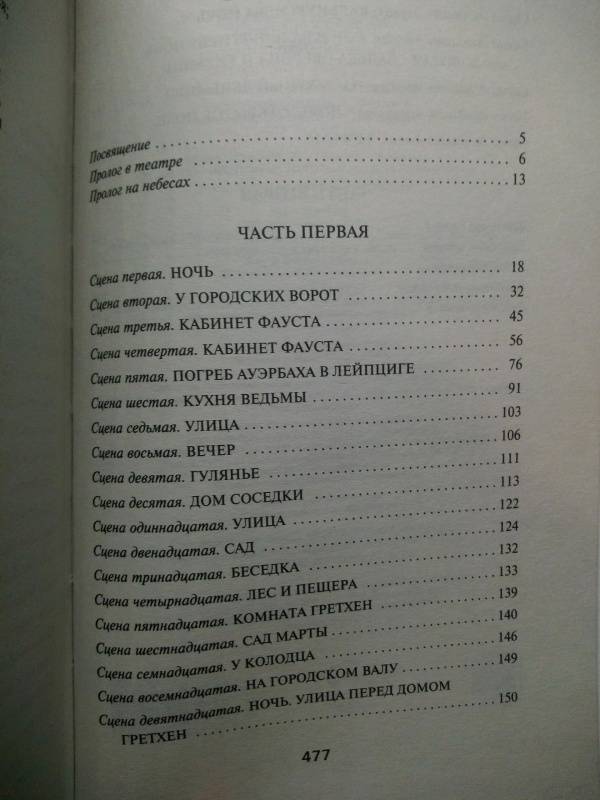 Посвящение . . . . . . . . . . . . . . . . . . . . . . . . . . . . . . . . . . 5
Пролог в театре . . . . . . . . . . . . . . . . . . . . . . . . . . . . . . 6
Пролог на небесах . . . . . . . . . . . . . . . . . . . . . . . . . . . . 13
ЧАСТЬ ПЕРВАЯ
Сцена первая. НОЧЬ . . . . . . . . . . . . . . . . . . . . . . . . . . 18
Сцена вторая. У ГОРОДСКИХ ВОРОТ . . . . . . . . . . . . . . . 32
Сцена третья. КАБИНЕТ ФАУСТА . . . . . . . . . . . . . . . . . 45
Сцена четвертая. КАБИНЕТ ФАУСТА . . . . . . . . . . . . . . . 56
Сцена пятая. ПОГРЕБ АУЭРБАХА В ЛЕЙПЦИГЕ . . . . . . . . 76
Сцена шестая. КУХНЯ ВЕДЬМЫ . . . . . . . . . . . . . . . . . . 91
Сцена седьмая. УЛИЦА . . . . . . . . . . . . . . . . . . . . . . . . 103
Сцена восьмая. ВЕЧЕР . . . . . . . . . . . . . . . . . . . . . . . . 106
Сцена девятая. ГУЛЯНЬЕ . . . . . . . . . . . . . . . . . . . . . . 111
Сцена десятая. ДОМ СОСЕДКИ . . . . . . . . . . . . . . . . . . 113
Сцена одиннадцатая. УЛИЦА . . . . . . . . . . . . . . . . . . . 122
Сцена двенадцатая. САД . . . . . . . . . . . . . . . . . . . . . . 124
Сцена тринадцатая. БЕСЕДКА . . . . . . . . . . . . . . . . . . 132
Сцена четырнадцатая. ЛЕС И ПЕЩЕРА . . . . . . . . . . . . . 133
Сцена пятнадцатая. КОМНАТА ГРЕТХЕН . . . . . . . . . . . . 139
Сцена шестнадцатая. САД МАРТЫ . . . . . . . . . . . . . . . . 140
Сцена семнадцатая. У КОЛОДЦА . . . . . . . . . . . . . . . . . 146
Сцена восемнадцатая. НА ГОРОДСКОМ ВАЛУ . . . . . . . . . 149
Сцена девятнадцатая. НОЧЬ. УЛИЦА ПЕРЕД ДОМОМ
ГРЕТХЕН . . . . . . . . . . . . . . . . . . . . . . . . . . . . . . . . 150
477